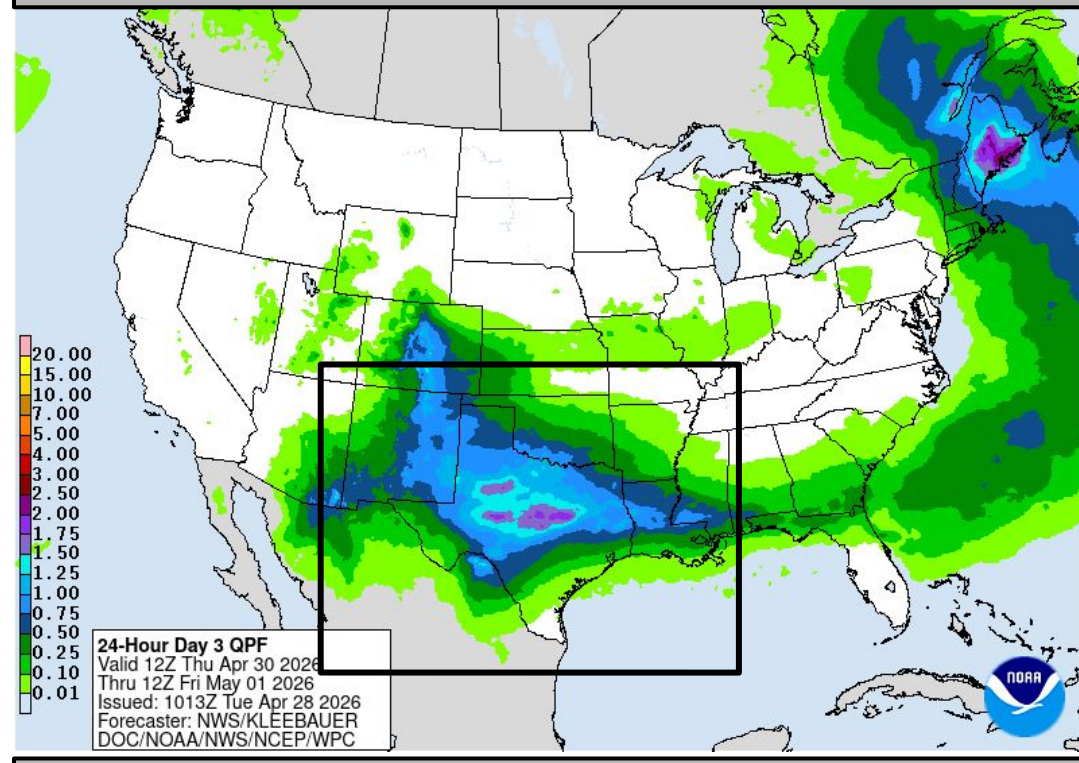 20.00
15.00
10.00
7.00
5.00
4.00
3.00
2.50
2.00
1.75
1.50
1.25
1.00
0.75
0.50
0.25
0.10
0.01
24-Hour Day 3 QPF
Valid 12Z Thu Apr 30 2026
Thru 12Z Fri May 01 2026
Issued: 1013Z Tue Apr 28 2026
Forecaster: NWS/KLEEBAUER
DOC/NOAA/NWS/NCEP/WPC
NOAA